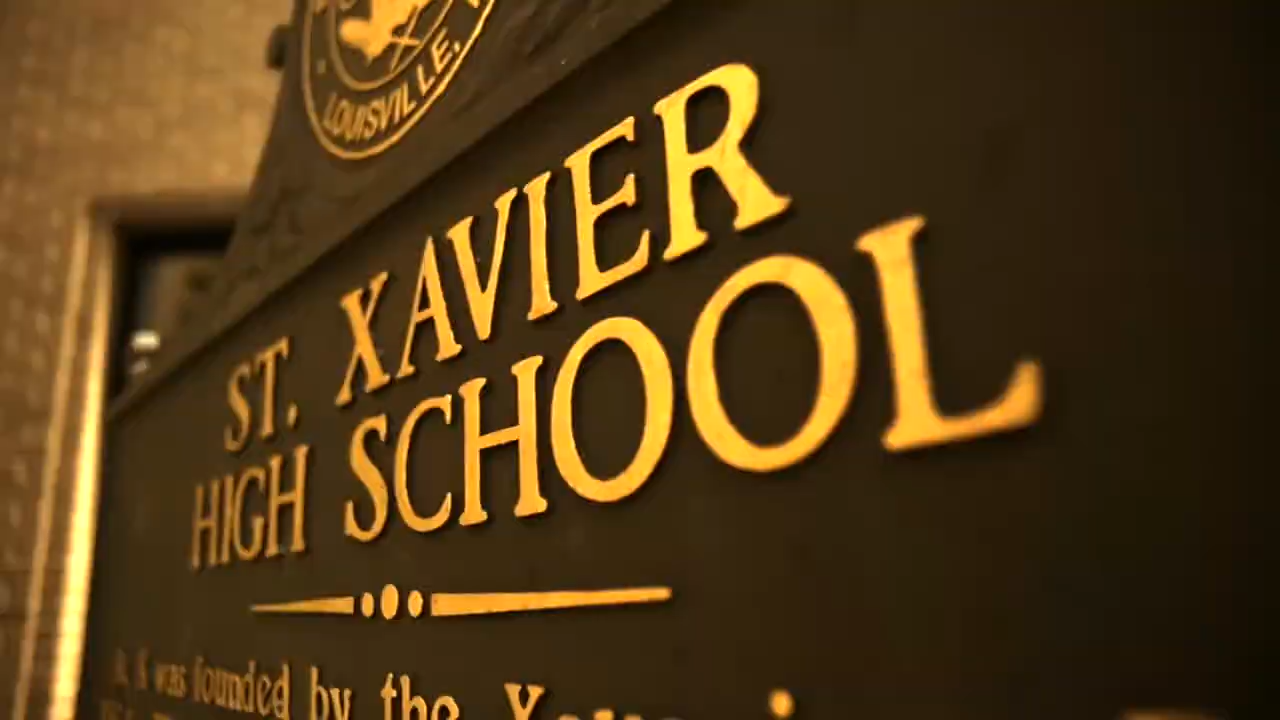 LOUISVILLE,
ST. XAVIER
HIGH SCHOOL
was founded by the